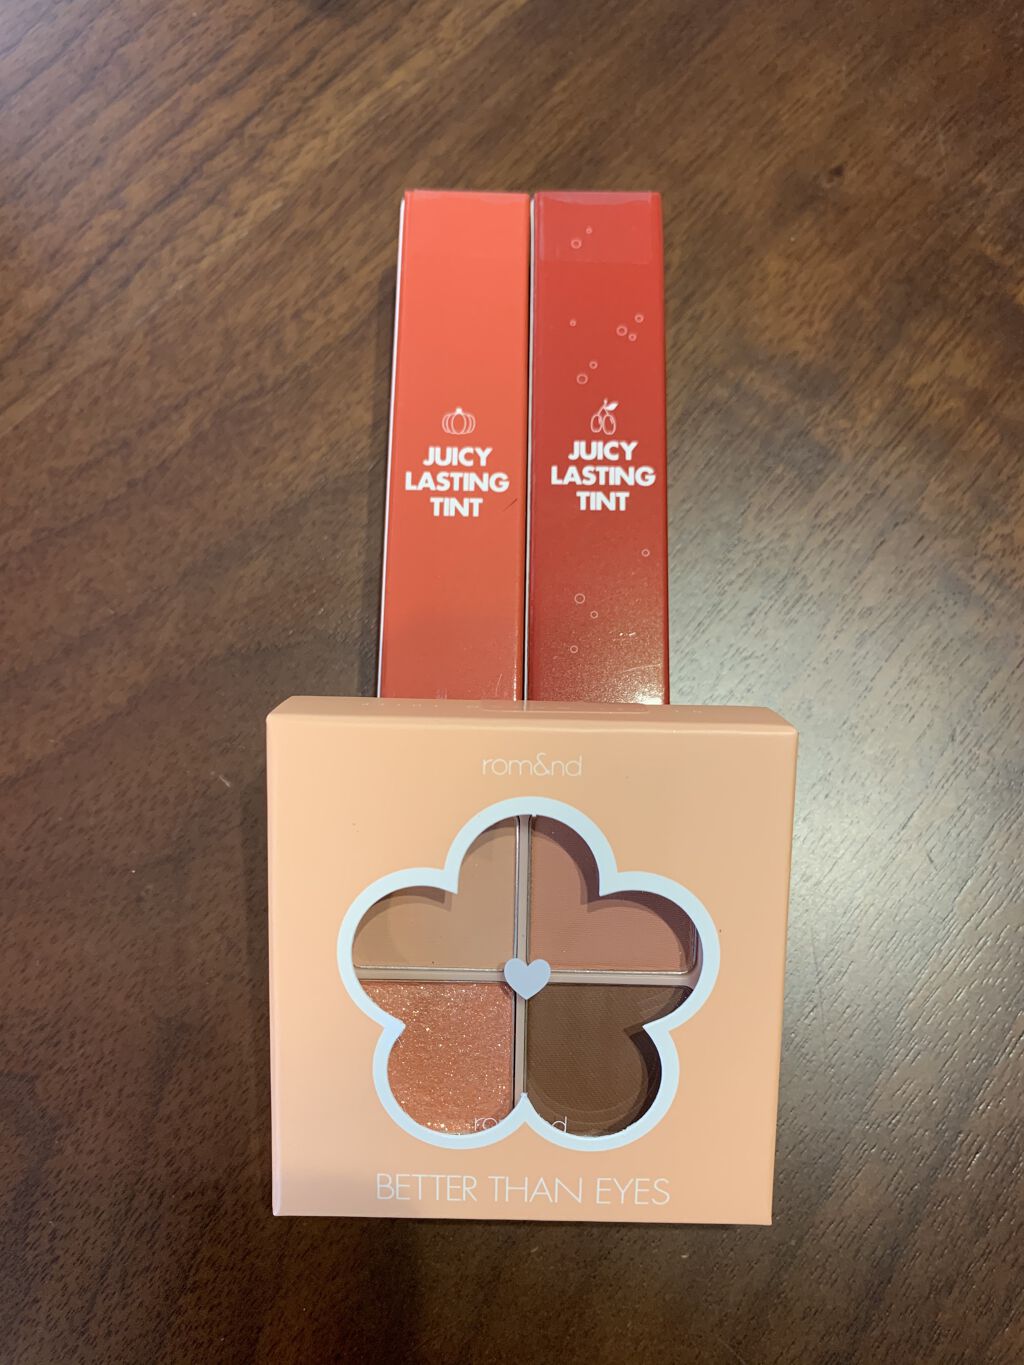 JUICY
LASTING
TINT
JUICY
LASTING
TINT
rom&nd
BETTER THAN EYES